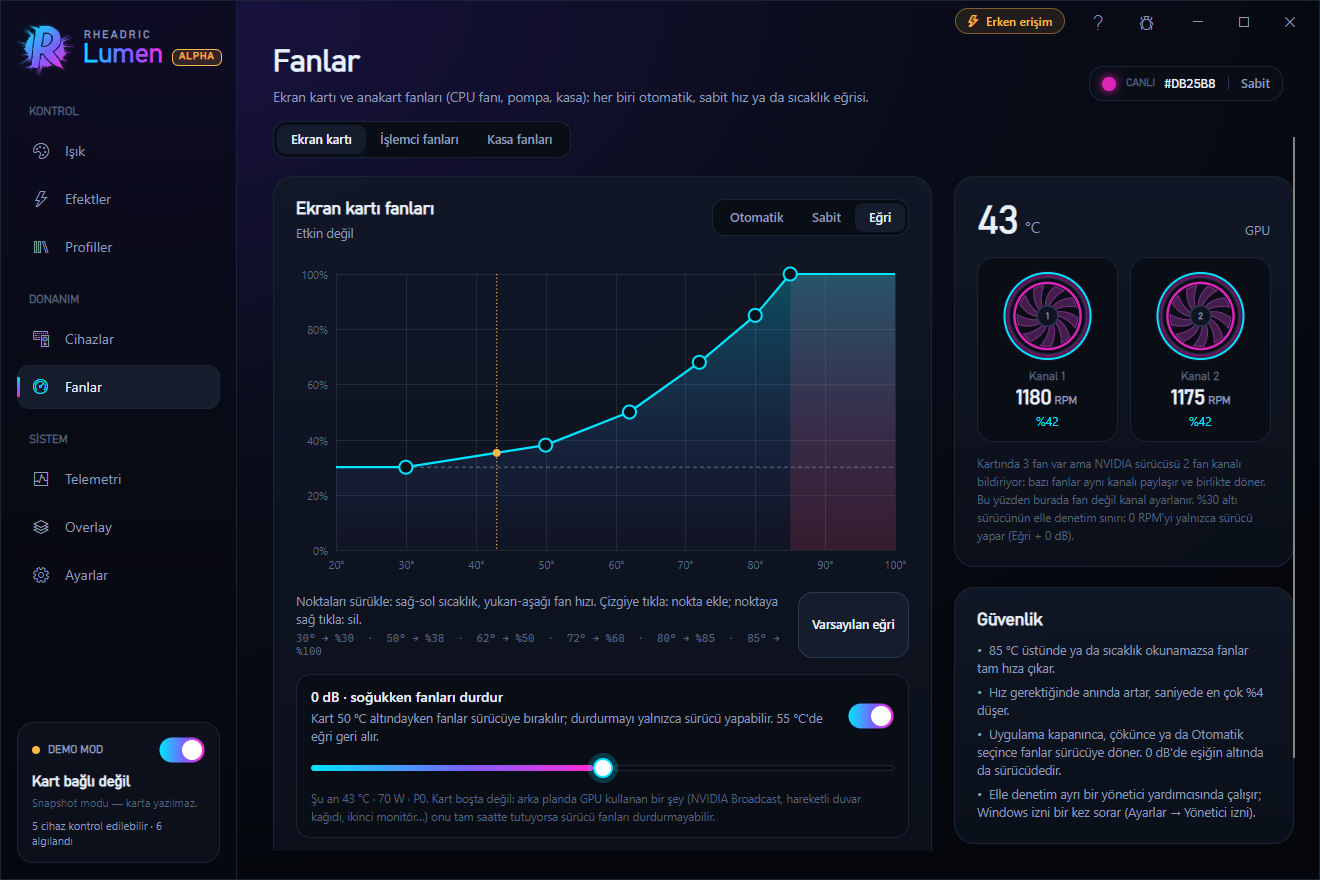 RHEADRIC
Lumen ALPHA
KONTROL
Işık
Efektler
Profiller
DONANIM
Cihazlar
Fanlar
SİSTEM
Telemetri
Overlay
Ayarlar
DEMO MOD
Kart bağlı değil
Snapshot modu — karta yazılmaz.
5 cihaz kontrol edilebilir · 6
algılandı
Erken erişim
?
Fanlar
Ekran kartı ve anakart fanları (CPU fanı, pompa, kasa): her biri otomatik, sabit hız ya da sıcaklık eğrisi.
CANLI #DB25B8 Sabit
Ekran kartı İşlemci fanları Kasa fanları
Ekran kartı fanları
Etkin değil
Otomatik Sabit Eğri
100%
80%
60%
40%
20%
0%
20° 30° 40° 50° 60° 70° 80° 90° 100°
Noktaları sürükle: sağ-sol sıcaklık, yukarı-aşağı fan hızı. Çizgiye tıkla: nokta ekle; noktaya
sağ tıkla: sil.
30° → %30 · 50° → %38 · 62° → %50 · 72° → %68 · 80° → %85 · 85° →
%100
Varsayılan eğri
0 dB · soğukken fanları durdur
Kart 50 °C altındayken fanlar sürücüye bırakılır; durdurmayı yalnızca sürücü yapabilir. 55 °C'de
eğri geri alır.
Şu an 43 °C · 70 W · P0. Kart boşta değil: arka planda GPU kullanan bir şey (NVIDIA Broadcast, hareketli duvar
kağıdı, ikinci monitör…) onu tam saatte tutuyorsa sürücü fanları durdurmayabilir.
43 °C
GPU
1
2
Kanal 1
1180 RPM
%42
Kanal 2
1175 RPM
%42
Kartında 3 fan var ama NVIDIA sürücüsü 2 fan kanalı
bildiriyor: bazı fanlar aynı kanalı paylaşır ve birlikte döner.
Bu yüzden burada fan değil kanal ayarlanır. %30 altı
sürücünün elle denetim sınırı: 0 RPM'yi yalnızca sürücü
yapar (Eğri + 0 dB).
Güvenlik
• 85 °C üstünde ya da sıcaklık okunamazsa fanlar
tam hıza çıkar.
• Hız gerektiğinde anında artar, saniyede en çok %4
düşer.
• Uygulama kapanınca, çökünce ya da Otomatik
seçince fanlar sürücüye döner. 0 dB'de eşiğin altında
da sürücüdedir.
• Elle denetim ayrı bir yönetici yardımcısında çalışır;
Windows izni bir kez sorar (Ayarlar → Yönetici izni).